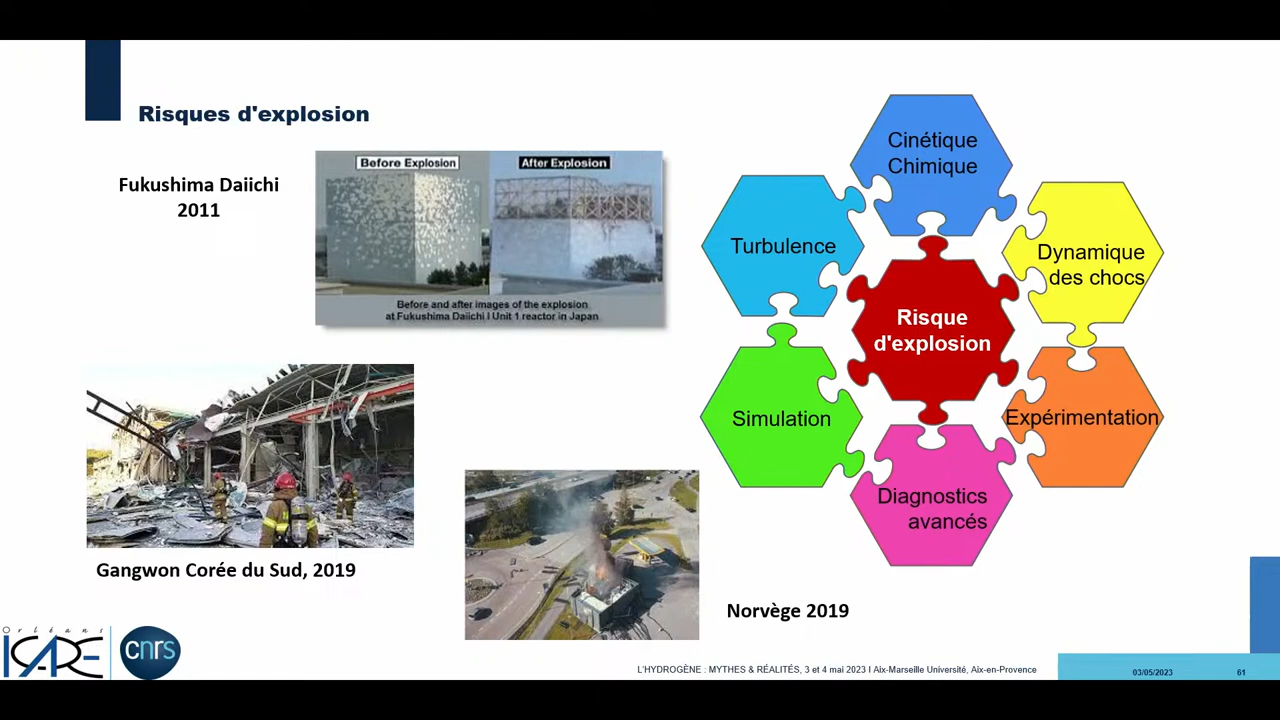 Risques d'explosion
Fukushima Daiichi
2011
Before Explosion
After Explosion
Before and after images of the explosion
at Fukushima Daiichi I Unit 1 reactor in Japan
Gangwon Corée du Sud, 2019
Norvège 2019
Cinétique
Chimique
Turbulence
Dynamique
des chocs
Risque
d'explosion
Simulation
Expérimentation
Diagnostics
avancés
Orléans
ICARE
cnrs
L'HYDROGÈNE : MYTHES & RÉALITÉS, 3 et 4 mai 2023 I Aix-Marseille Université, Aix-en-Provence
03/05/2023
61